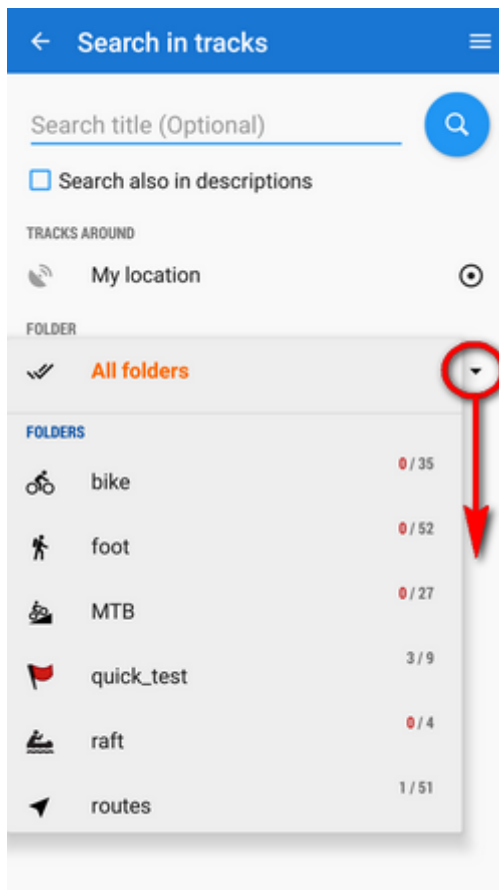 Search in tracks
Search title (Optional)
Search also in descriptions
TRACKS AROUND
My location
FOLDER
All folders
FOLDERS
bike 0 / 35
foot 0 / 52
MTB 0 / 27
quick_test 3 / 9
raft 0 / 4
routes 1 / 51